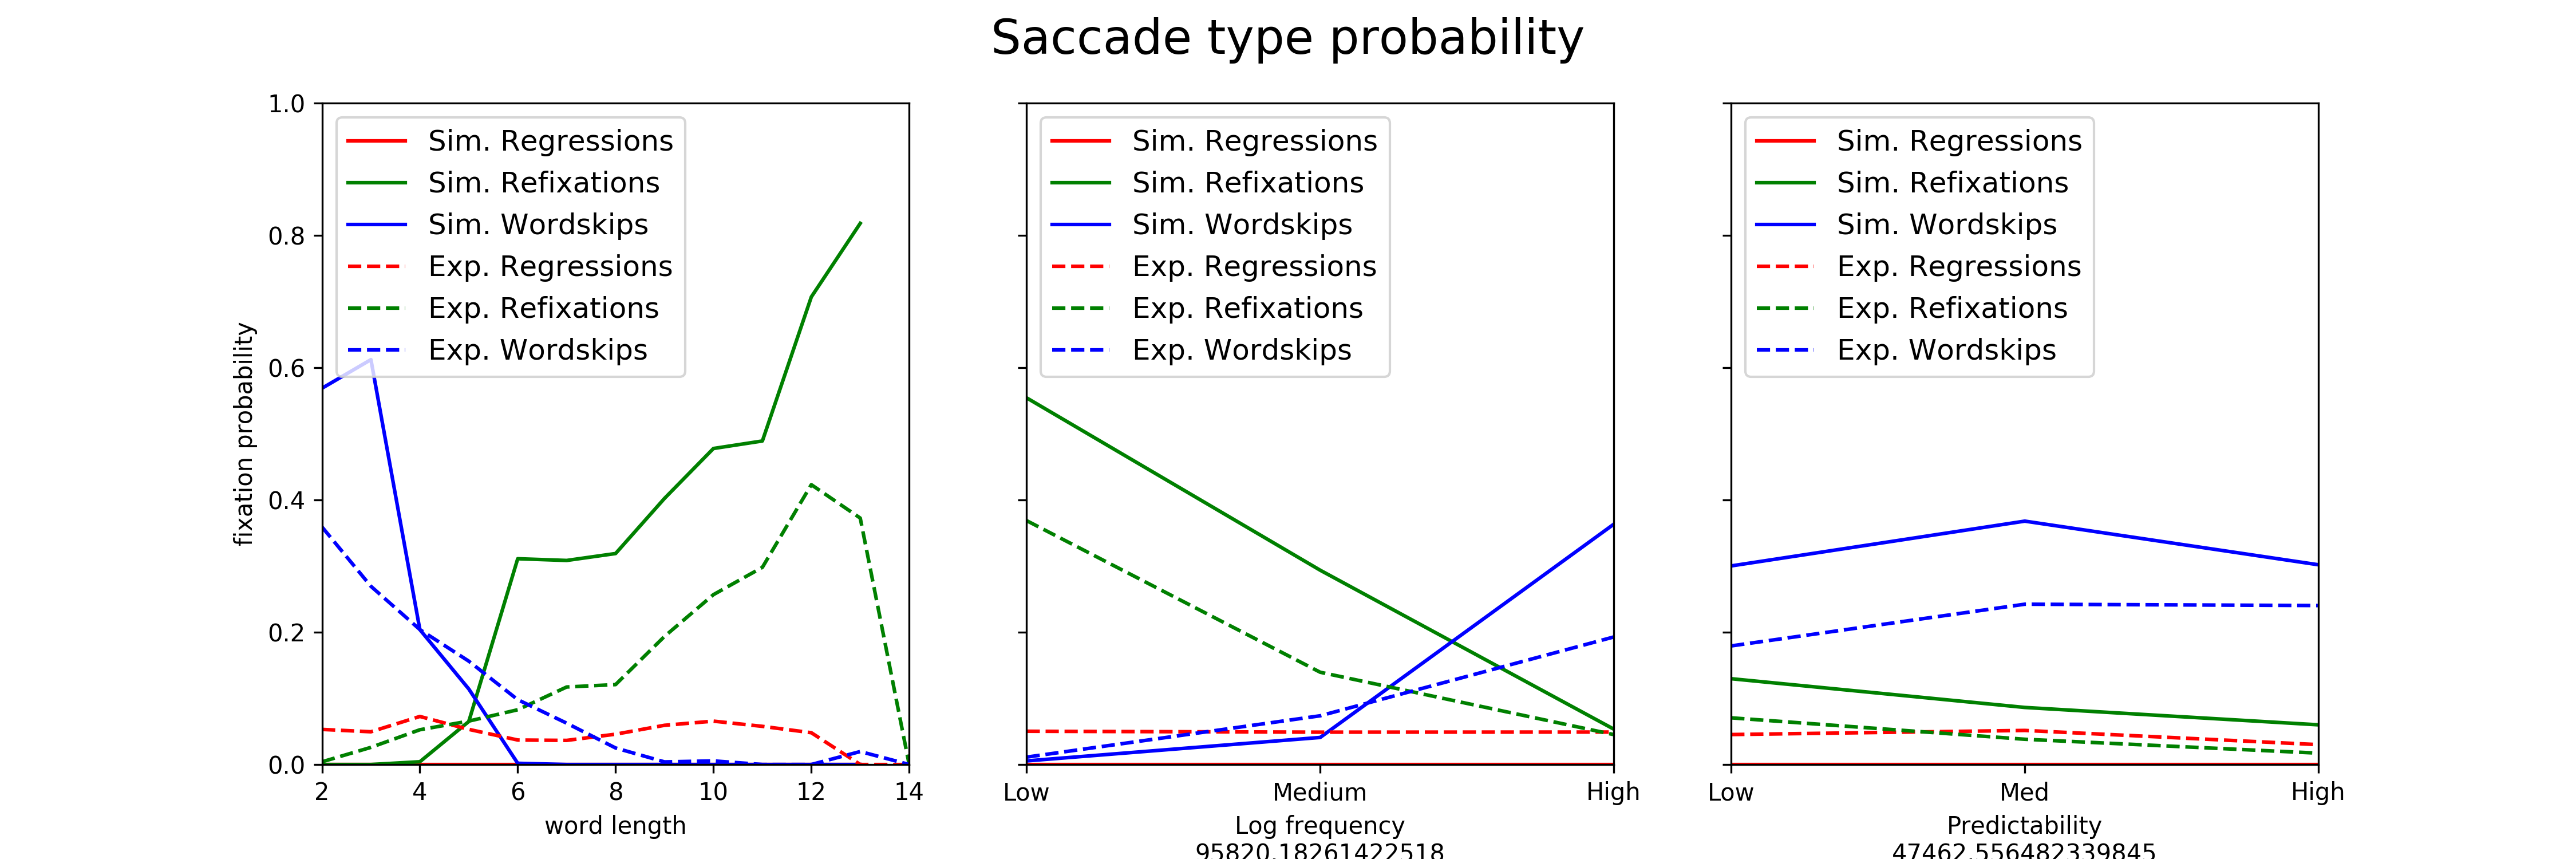 Saccade type probability
1.0
0.8
0.6
0.4
0.2
0.0
fixation probability
Sim. Regressions
Sim. Refixations
Sim. Wordskips
Exp. Regressions
Exp. Refixations
Exp. Wordskips
2 4 6 8 10 12 14
word length
Sim. Regressions
Sim. Refixations
Sim. Wordskips
Exp. Regressions
Exp. Refixations
Exp. Wordskips
Low Medium High
Log frequency
95820.18261422518
Sim. Regressions
Sim. Refixations
Sim. Wordskips
Exp. Regressions
Exp. Refixations
Exp. Wordskips
Low Med High
Predictability
47462.556482339845